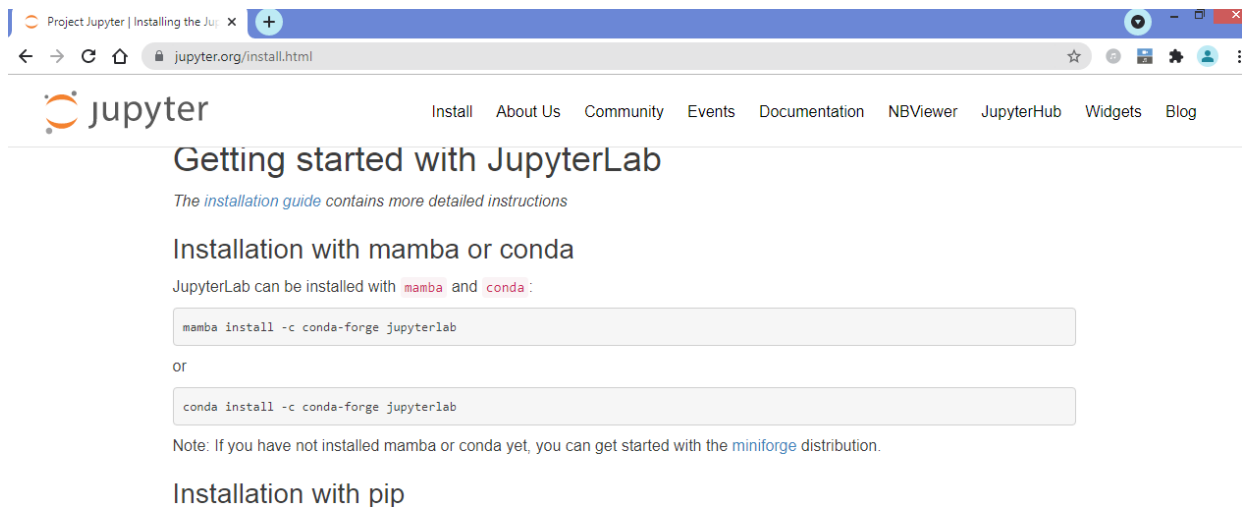 Project Jupyter | Installing the Jup
jupyter.org/install.html
jupyter
Install About Us Community Events Documentation NBViewer JupyterHub Widgets Blog
Getting started with JupyterLab
The installation guide contains more detailed instructions
Installation with mamba or conda
JupyterLab can be installed with mamba and conda:
mamba install -c conda-forge jupyterlab
or
conda install -c conda-forge jupyterlab
Note: If you have not installed mamba or conda yet, you can get started with the miniforge distribution.
Installation with pip